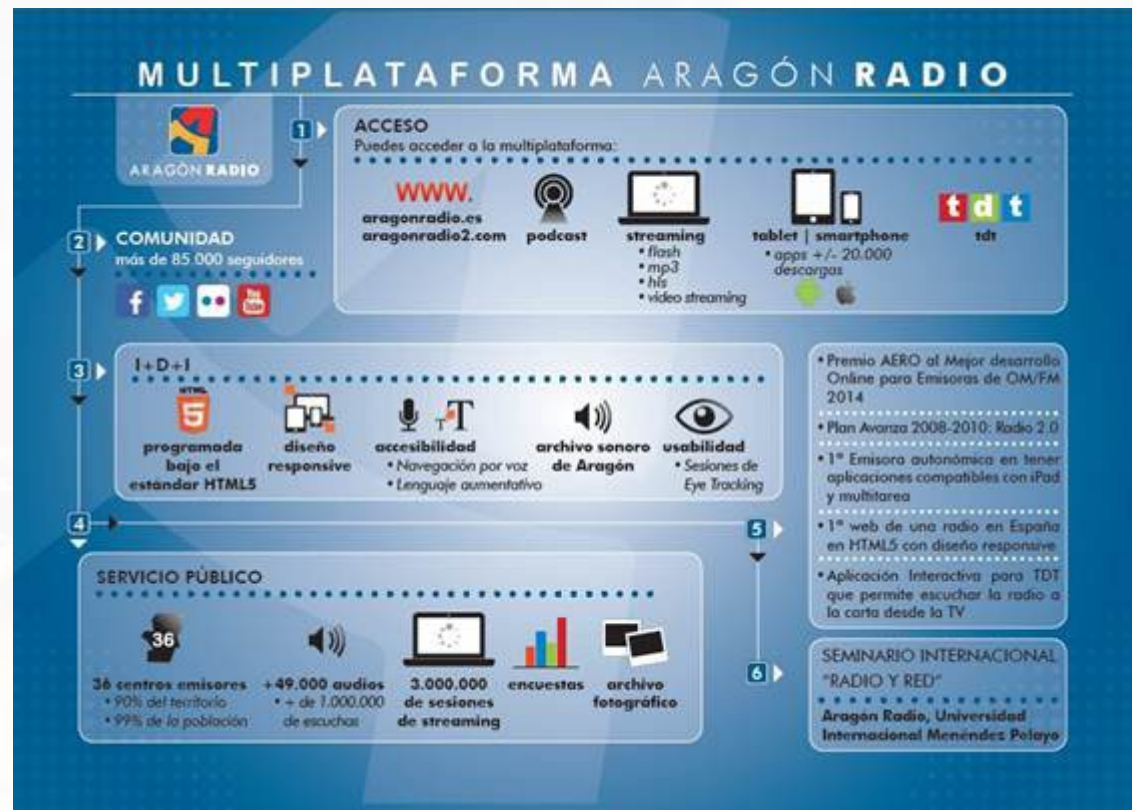 MULTIPLATAFORMA ARAGÓN RADIO
ARAGÓN RADIO
1
ACCESO
Puedes acceder a la multiplataforma:
www.
aragonradio.es
aragonradio2.com
podcast
streaming
• flash
• mp3
• hls
• video streaming
tablet | smartphone
• apps +/- 20.000
descargas
tdt
tdt
2
COMUNIDAD
más de 85 000 seguidores
f
You
Tube
3
I+D+I
HTML
5
programada
bajo el
estándar HTML5
diseño
responsive
TT
accesibilidad
• Navegación por voz
• Lenguaje aumentativo
archivo sonoro
de Aragón
usabilidad
• Sesiones de
Eye Tracking
4
SERVICIO PÚBLICO
36
36 centros emisores
• 90% del territorio
• 99% de la población
+49.000 audios
• + de 1.000.000
de escuchas
3.000.000
de sesiones
de streaming
encuestas
archivo
fotográfico
5
• Premio AERO al Mejor desarrollo
Online para Emisoras de OM/FM
2014
• Plan Avanza 2008-2010: Radio 2.0
• 1ª Emisora autonómica en tener
aplicaciones compatibles con iPad
y multitarea
• 1ª web de una radio en España
en HTML5 con diseño responsive
• Aplicación Interactiva para TDT
que permite escuchar la radio a
la carta desde la TV
6
SEMINARIO INTERNACIONAL
"RADIO Y RED"
Aragón Radio, Universidad
Internacional Menéndez Pelayo